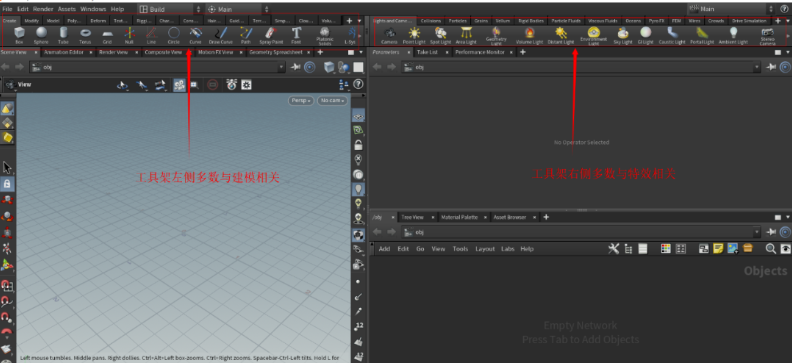 File Edit Render Assets Windows Help Build Main Main
Create Modify Model Poly... Deform Text... Rigg... Char... Cons... Hair... Guid... Terr... Simp... Clou... Volu...
Box Sphere Tube Torus Grid Null Line Circle Curve Draw Curve Path Spray Paint Font Platonic Solids L-Sys
Lights and Came... Collisions Particles Grains Vellum Rigid Bodies Particle Fluids Viscous Fluids Oceans Pyro FX FEM Wires Crowds Drive Simulation
Camera Point Light Spot Light Area Light Geometry Light Volume Light Distant Light Environment Light Sky Light GI Light Caustic Light Portal Light Ambient Light Stereo Camera
Scene View Animation Editor Render View Composite View Motion FX View Geometry Spreadsheet
Parameters Take List Performance Monitor
obj
obj
View
Persp No cam
No Operator Selected
工具架左侧多数与建模相关
工具架右侧多数与特效相关
/obj Tree View Material Palette Asset Browser
obj
Add Edit Go View Tools Layout Labs Help
Objects
Empty Network
Press Tab to Add Objects
Left mouse tumbles. Middle pans. Right dollies. Ctrl+Alt+Left box-zooms. Ctrl+Right zooms. Spacebar-Ctrl-Left tilts. Hold L for